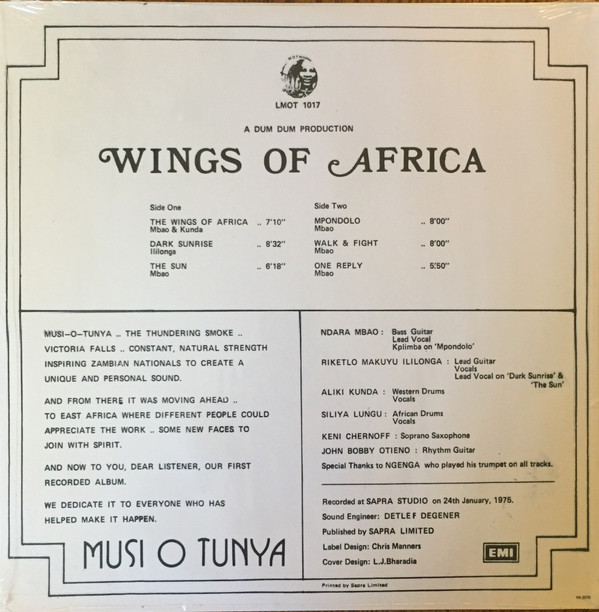 LMOT 1017
A DUM DUM PRODUCTION
WINGS OF AFRICA
Side One
THE WINGS OF AFRICA .. 7'10"
Mbao & Kunda
DARK SUNRISE .. 8'32"
Ililonga
THE SUN .. 6'18"
Mbao
Side Two
MPONDOLO .. 8'00"
Mbao
WALK & FIGHT .. 8'00"
Mbao
ONE REPLY .. 5'50"
Mbao
MUSI-O-TUNYA .. THE THUNDERING SMOKE ..
VICTORIA FALLS .. CONSTANT, NATURAL STRENGTH
INSPIRING ZAMBIAN NATIONALS TO CREATE A
UNIQUE AND PERSONAL SOUND.
AND FROM THERE IT WAS MOVING AHEAD ..
TO EAST AFRICA WHERE DIFFERENT PEOPLE COULD
APPRECIATE THE WORK .. SOME NEW FACES TO
JOIN WITH SPIRIT.
AND NOW TO YOU, DEAR LISTENER, OUR FIRST
RECORDED ALBUM.
WE DEDICATE IT TO EVERYONE WHO HAS
HELPED MAKE IT HAPPEN.
MUSI O TUNYA
NDARA MBAO : Bass Guitar
Lead Vocal
Kplimba on 'Mpondolo'
RIKETLO MAKUYU ILILONGA : Lead Guitar
Vocals
Lead Vocal on 'Dark Sunrise' &
'The Sun'
ALIKI KUNDA : Western Drums
Vocals
SILIYA LUNGU : African Drums
Vocals
KENI CHERNOFF : Soprano Saxophone
JOHN BOBBY OTIENO : Rhythm Guitar
Special Thanks to NGENGA who played his trumpet on all tracks.
Recorded at SAPRA STUDIO on 24th January, 1975.
Sound Engineer: DETLEF DEGENER
Published by SAPRA LIMITED
Label Design: Chris Manners
Cover Design: L.J.Bharadia
EMI
Printed by Sapra Limited